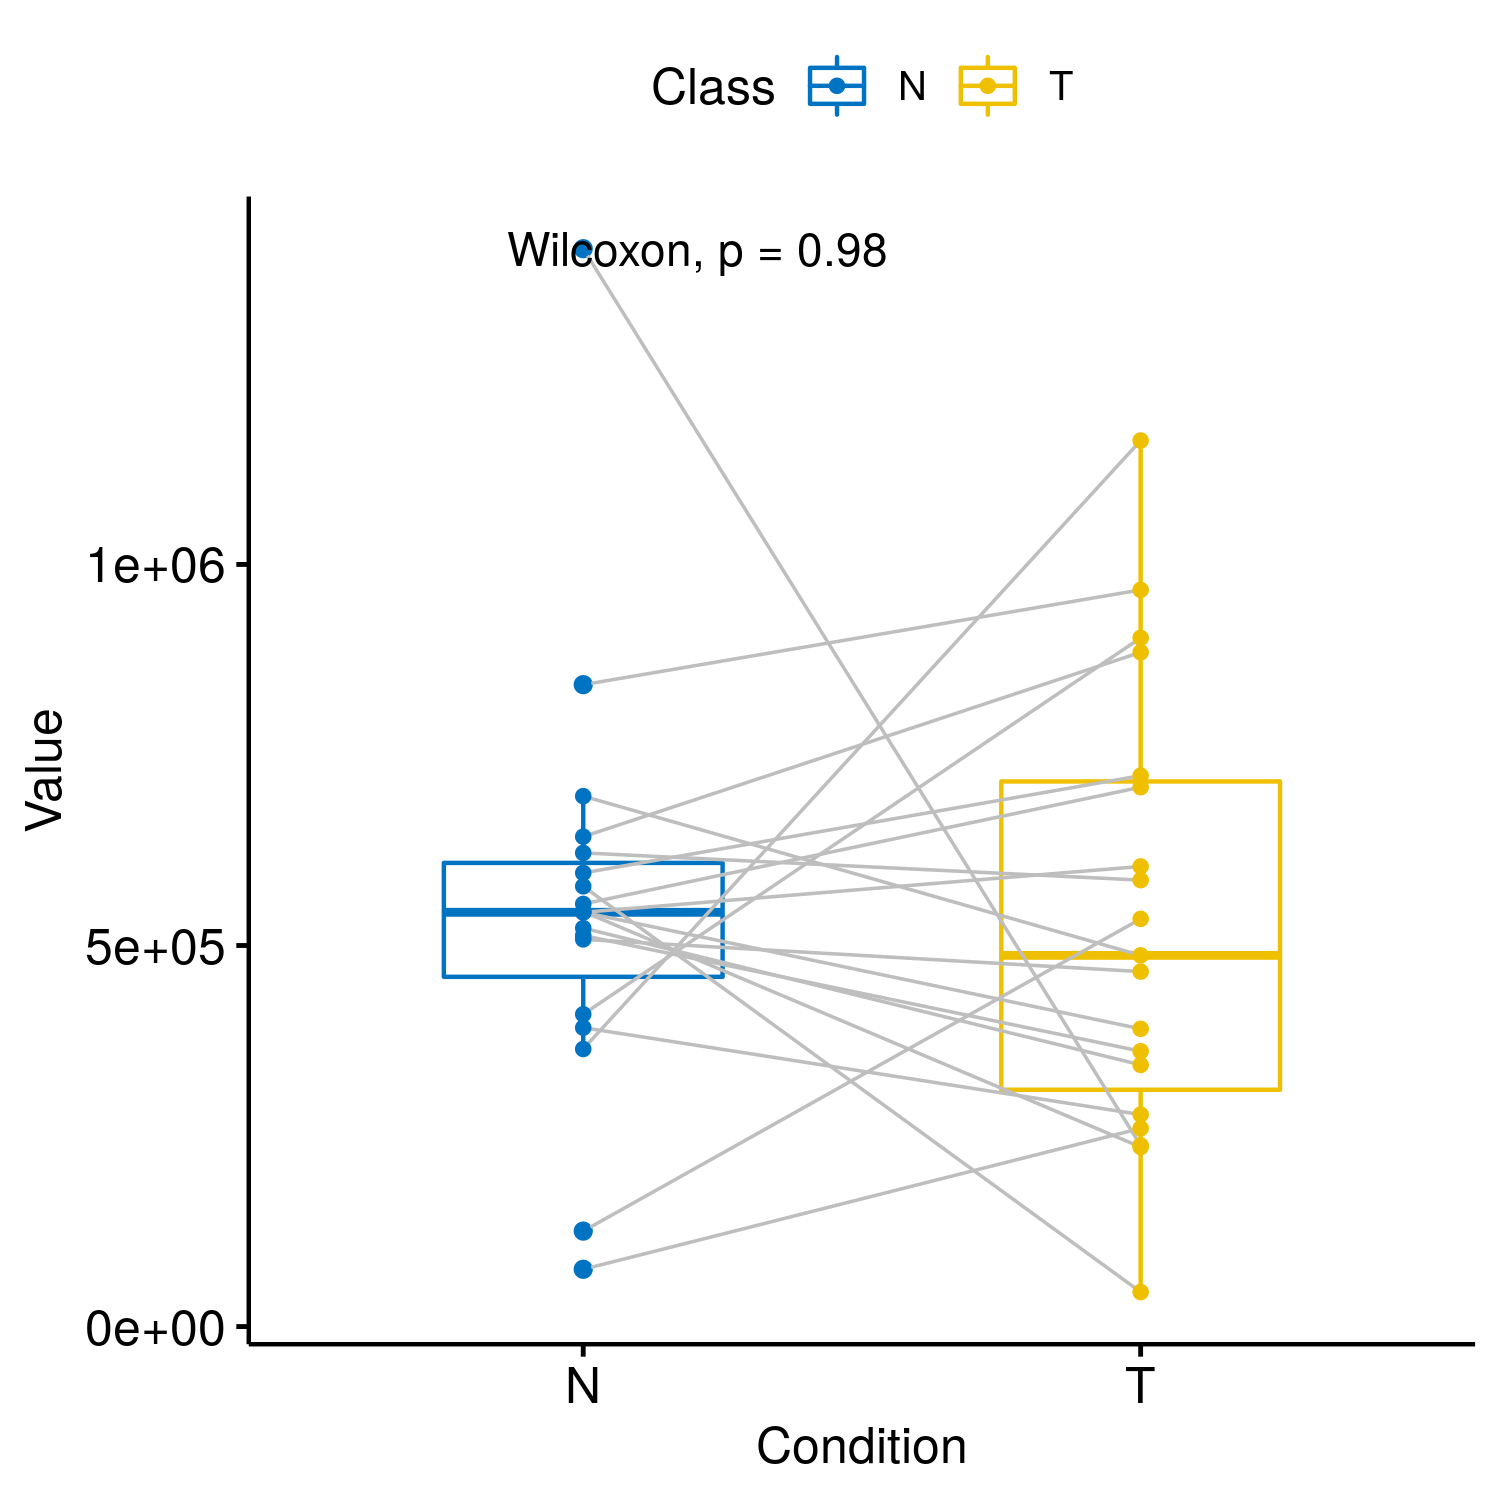 Class N T
Wilcoxon, p = 0.98
1e+06
5e+05
0e+00
Value
N T
Condition